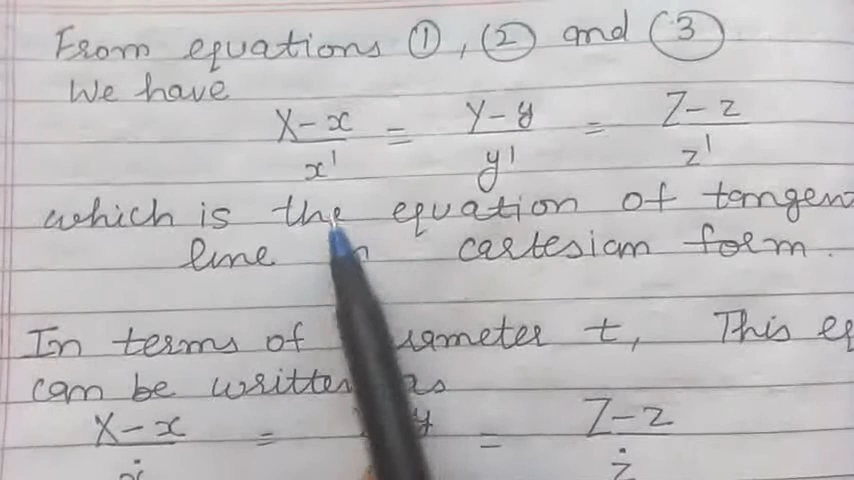 From equations ①, ② and ③
We have
X-x/x' = Y-y/y' = Z-z/z'
which is the equation of tangent
line cartesian form.
In terms of t, This
can be written as
X-x/ẋ = y = Z-z/ż